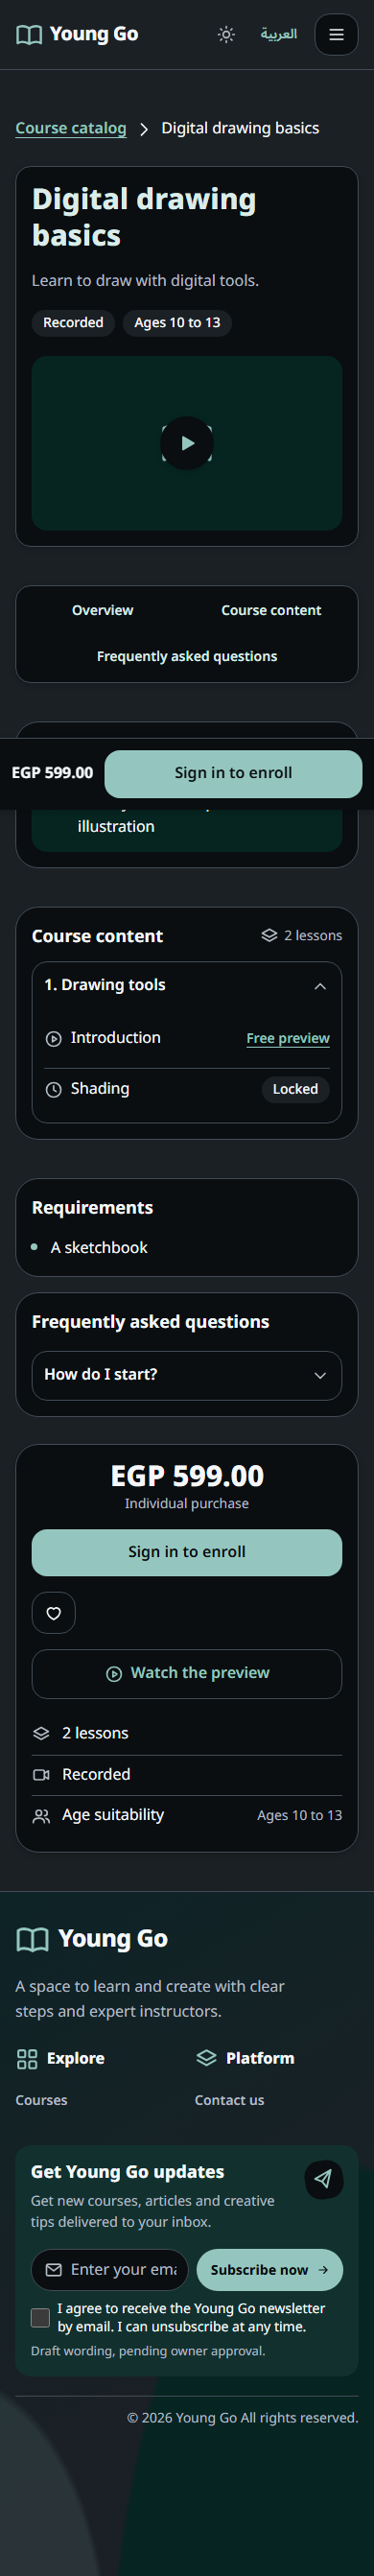 Young Go
العربية
Course catalog > Digital drawing basics
Digital drawing
basics
Learn to draw with digital tools.
Recorded
Ages 10 to 13
Overview
Course content
Frequently asked questions
EGP 599.00
Sign in to enroll
illustration
Course content
2 lessons
1. Drawing tools
Introduction
Free preview
Shading
Locked
Requirements
A sketchbook
Frequently asked questions
How do I start?
EGP 599.00
Individual purchase
Sign in to enroll
Watch the preview
2 lessons
Recorded
Age suitability
Ages 10 to 13
Young Go
A space to learn and create with clear
steps and expert instructors.
Explore
Platform
Courses
Contact us
Get Young Go updates
Get new courses, articles and creative
tips delivered to your inbox.
Enter your ema
Subscribe now →
I agree to receive the Young Go newsletter
by email. I can unsubscribe at any time.
Draft wording, pending owner approval.
© 2026 Young Go All rights reserved.